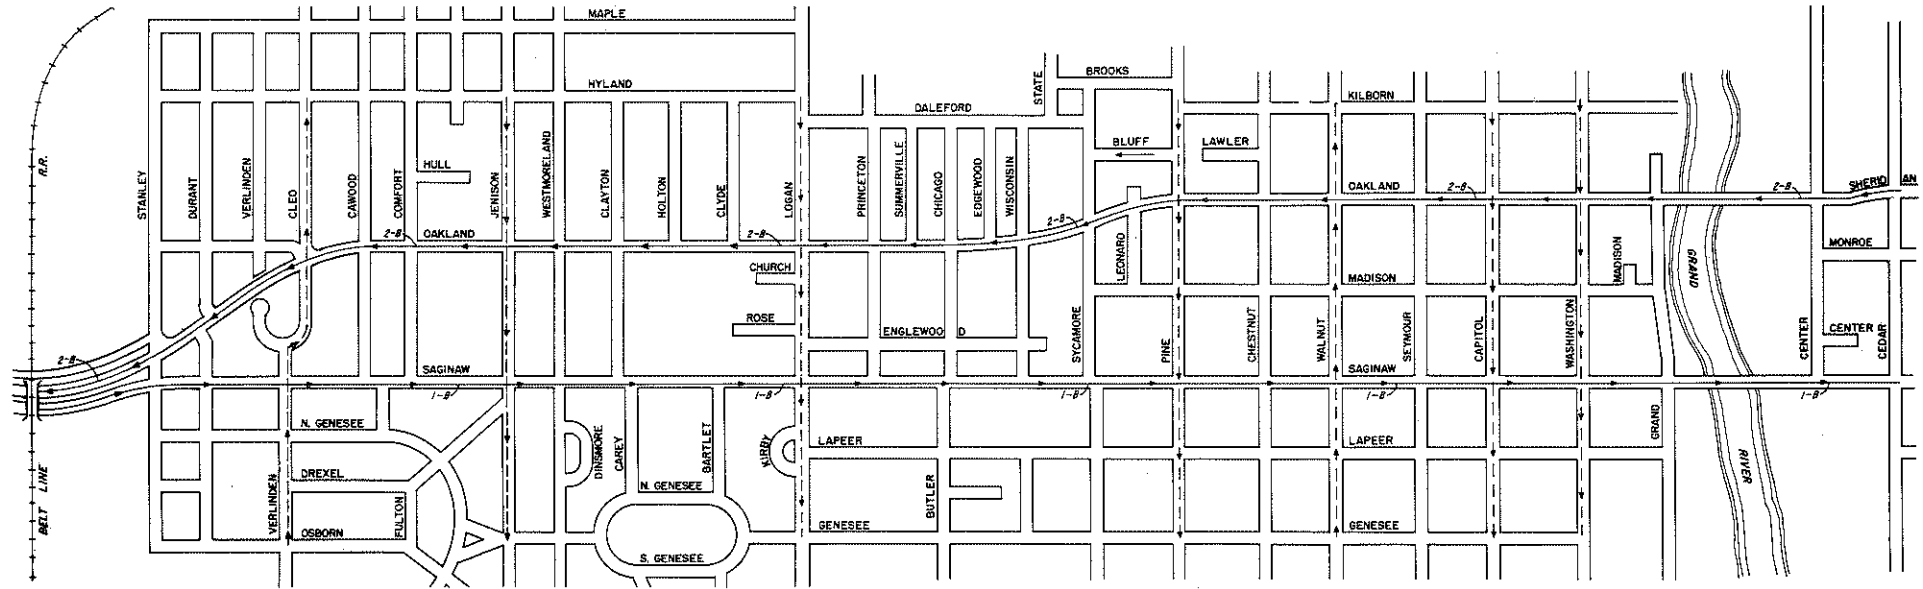 MAPLE
BROOKS
HYLAND
STATE
KILBORN
DALEFORD
R.R.
HULL
BLUFF
LAWLER
STANLEY
DURANT
VERLINDEN
CLEO
CAWOOD
COMFORT
JENISON
WESTMORELAND
CLAYTON
HOLTON
CLYDE
LOGAN
PRINCETON
SUMMERVILLE
CHICAGO
EDGEWOOD
WISCONSIN
OAKLAND
2-B
2-B
SHERIDAN
2-B
OAKLAND
2-B
2-B
LEONARD
MONROE
CHURCH
MADISON
MADISON
GRAND
ROSE
ENGLEWOOD
SYCAMORE
PINE
CHESTNUT
WALNUT
SEYMOUR
CAPITOL
WASHINGTON
CENTER
CENTER
CEDAR
2-B
SAGINAW
SAGINAW
1-B
1-B
1-B
1-B
1-B
N. GENESEE
DINSMORE
CAREY
BARTLET
KIRBY
LAPEER
LAPEER
GRAND
DREXEL
BELT LINE
VERLINDEN
FULTON
N. GENESEE
BUTLER
RIVER
OSBORN
GENESEE
GENESEE
S. GENESEE